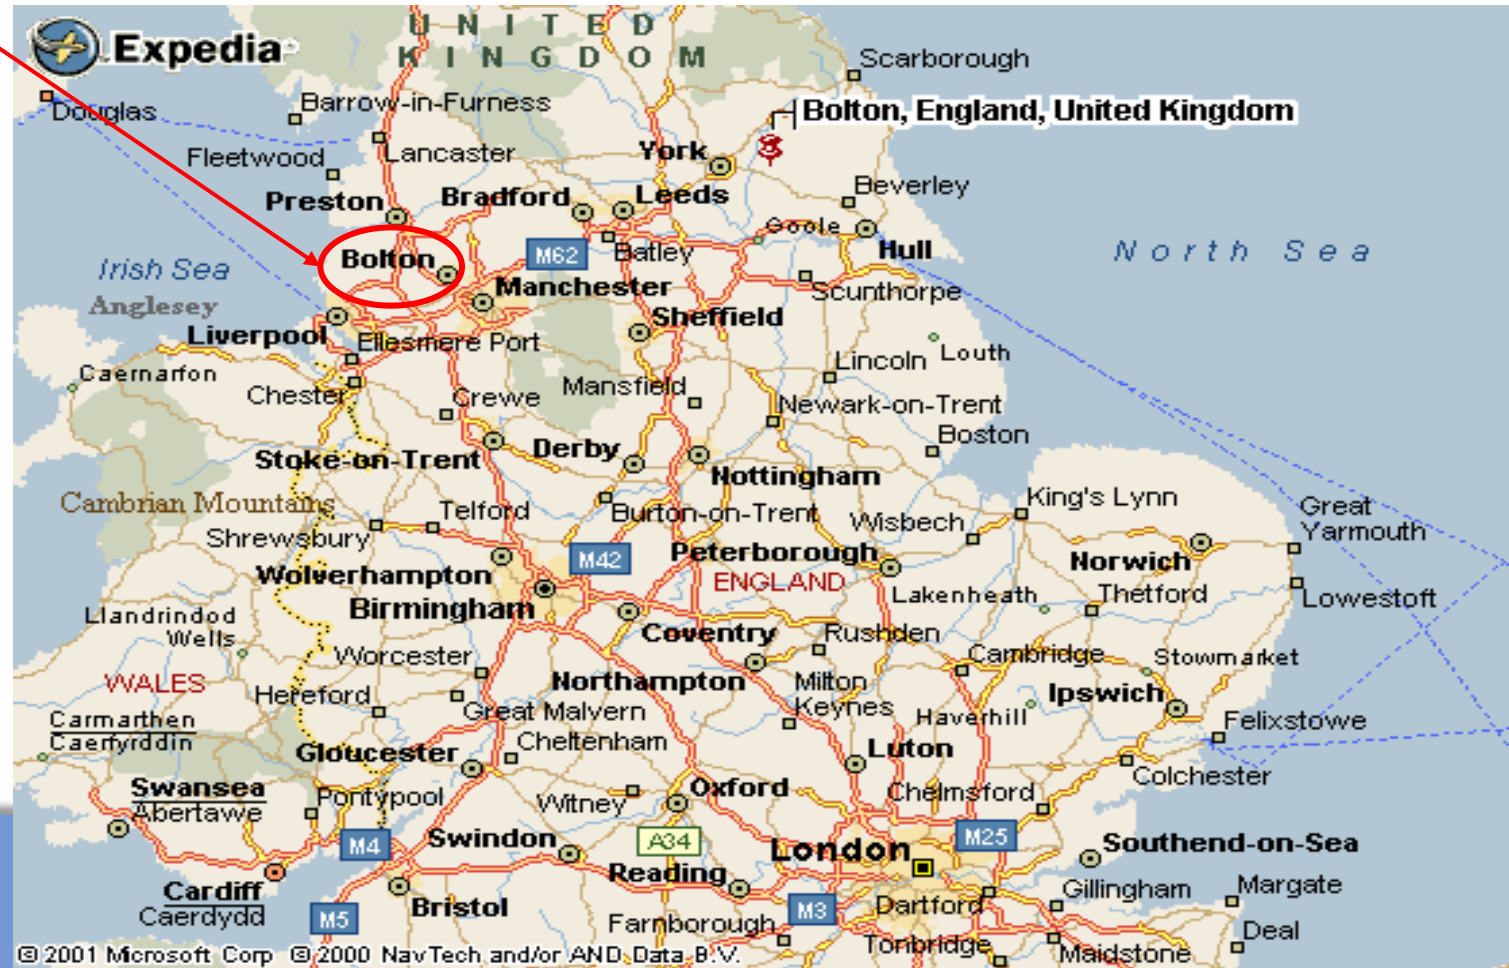 Expedia
UNITED
KINGDOM
Scarborough
Douglas
Barrow-in-Furness
Bolton, England, United Kingdom
Fleetwood
Lancaster
York
Preston
Bradford
Leeds
Beverley
Goole
Hull
Bolton
M62
Batley
North Sea
Irish Sea
Anglesey
Manchester
Scunthorpe
Liverpool
Sheffield
Ellesmere Port
Lincoln
Louth
Caernarfon
Chester
Crewe
Mansfield
Newark-on-Trent
Boston
Stoke-on-Trent
Derby
Nottingham
Cambrian Mountains
Telford
Burton-on-Trent
Wisbech
King's Lynn
Great
Yarmouth
Shrewsbury
M42
Peterborough
Norwich
Wolverhampton
ENGLAND
Lakenheath
Thetford
Lowestoft
Birmingham
Llandrindod
Wells
Coventry
Rushden
Worcester
Cambridge
Stowmarket
WALES
Hereford
Northampton
Milton
Keynes
Ipswich
Great Malvern
Haverhill
Felixstowe
Carmarthen
Caerfyrddin
Gloucester
Cheltenham
Luton
Colchester
Swansea
Abertawe
Pontypool
Witney
Oxford
Chelmsford
M4
Swindon
A34
London
M25
Southend-on-Sea
Reading
Cardiff
Caerdydd
Bristol
M5
Farnborough
M3
Dartford
Gillingham
Margate
Deal
Tonbridge
Maidstone
© 2001 Microsoft Corp © 2000 NavTech and/or AND Data B.V.